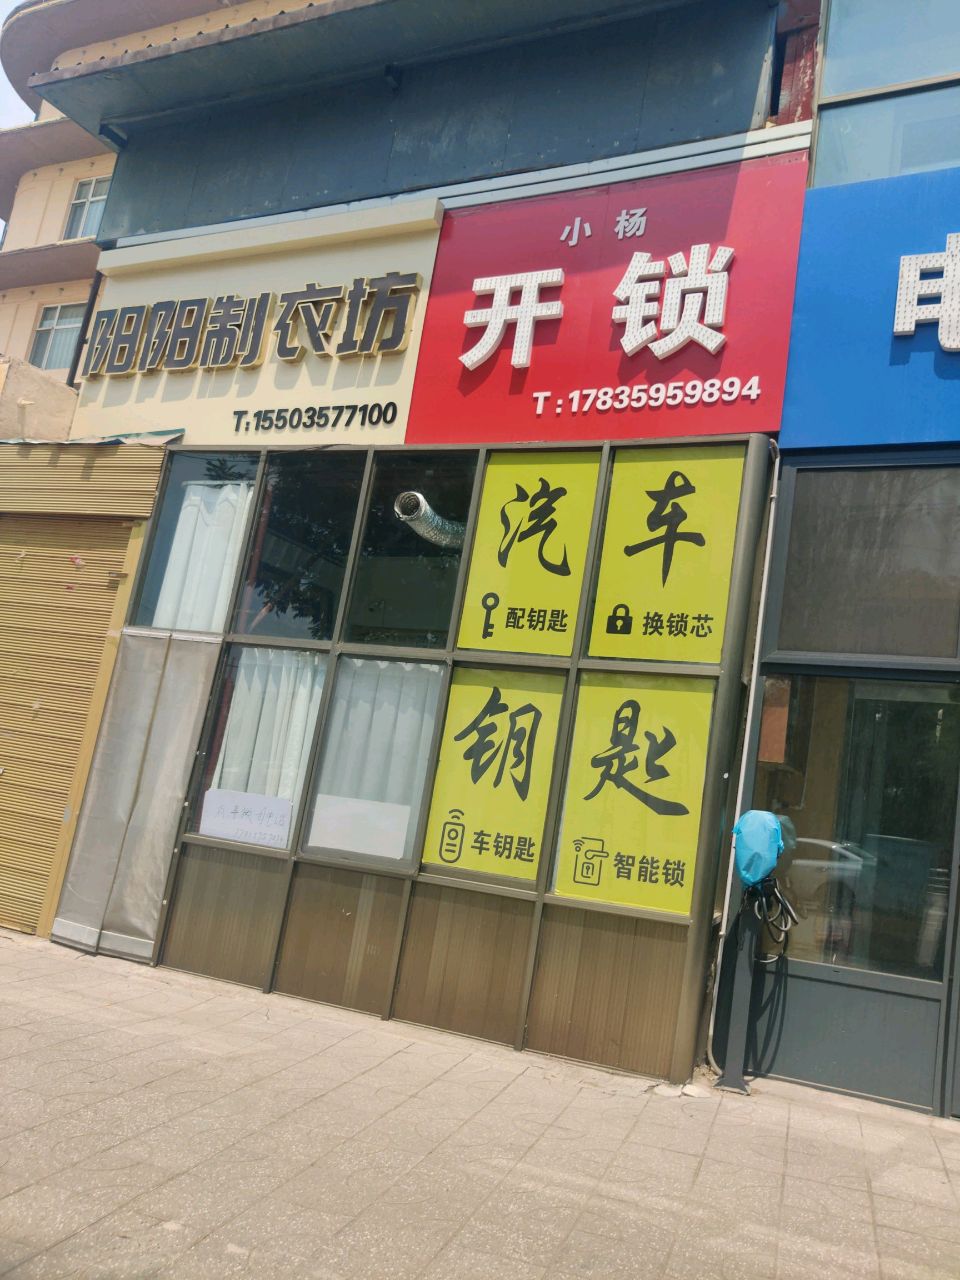 阳阳制衣坊
T:15503577100
小杨
开锁
T:17835959894
电
汽车
配钥匙
换锁芯
钥匙
车钥匙
智能锁